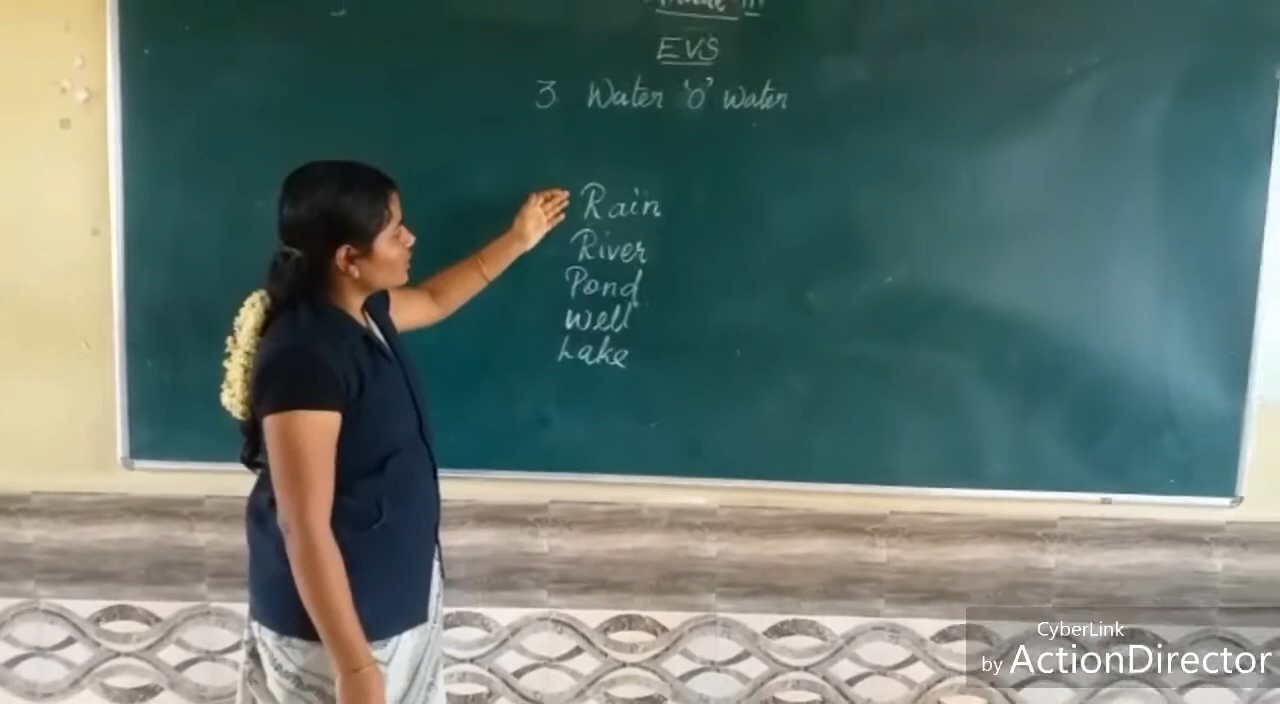 EVS
3 Water 'O' Water
Rain
River
Pond
Well
Lake
CyberLink
by ActionDirector